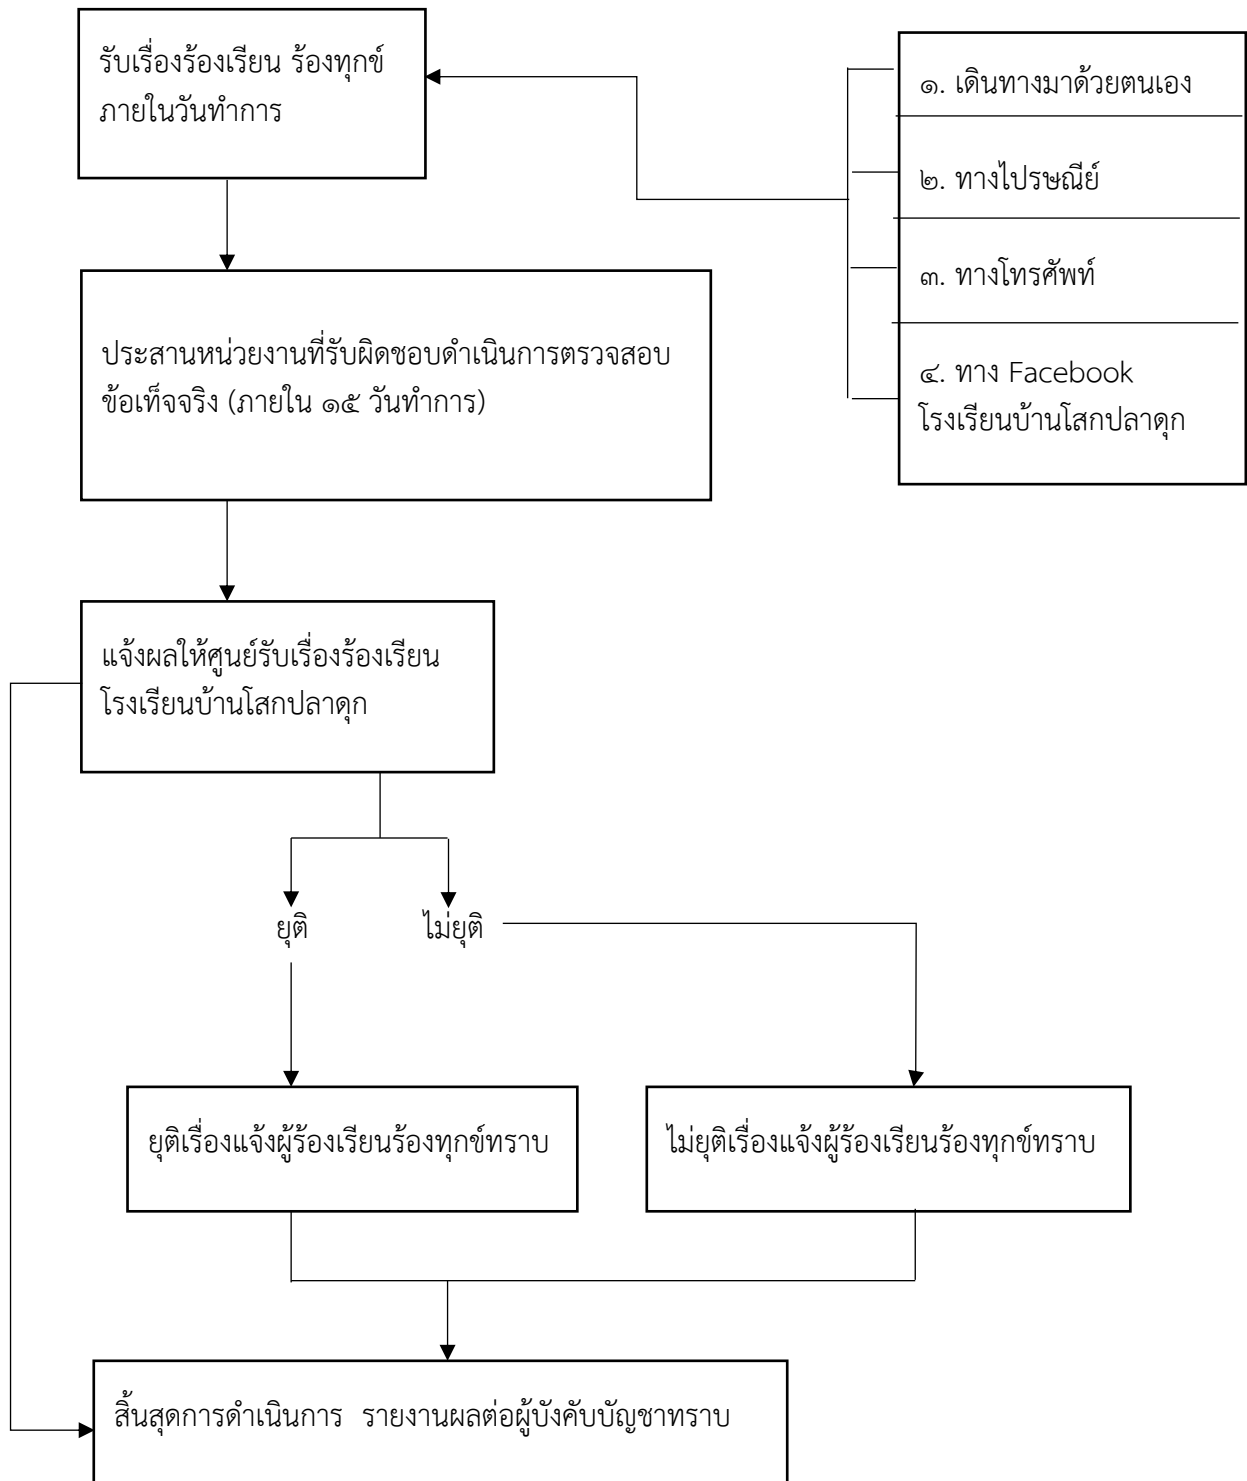 รับเรื่องร้องเรียน ร้องทุกข์
ภายในวันทำการ
๑. เดินทางมาด้วยตนเอง
๒. ทางไปรษณีย์
๓. ทางโทรศัพท์
๔. ทาง Facebook
โรงเรียนบ้านโสกปลาดุก
ประสานหน่วยงานที่รับผิดชอบดำเนินการตรวจสอบ
ข้อเท็จจริง (ภายใน ๑๕ วันทำการ)
แจ้งผลให้ศูนย์รับเรื่องร้องเรียน
โรงเรียนบ้านโสกปลาดุก
ยุติ
ไม่ยุติ
ยุติเรื่องแจ้งผู้ร้องเรียนร้องทุกข์ทราบ
ไม่ยุติเรื่องแจ้งผู้ร้องเรียนร้องทุกข์ทราบ
สิ้นสุดการดำเนินการ  รายงานผลต่อผู้บังคับบัญชาทราบ